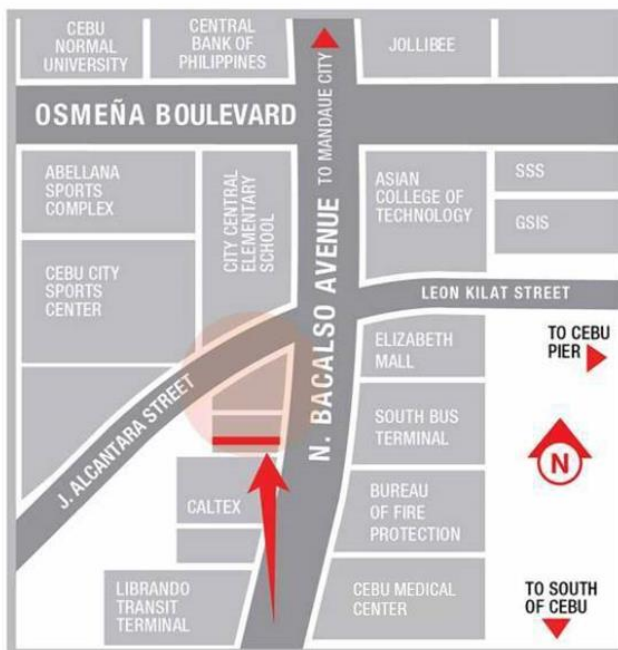 CEBU
NORMAL
UNIVERSITY
CENTRAL
BANK OF
PHILIPPINES
JOLLIBEE
OSMEÑA BOULEVARD
N. BACALSO AVENUE TO MANDAUE CITY
ABELLANA
SPORTS
COMPLEX
CITY CENTRAL
ELEMENTARY
SCHOOL
ASIAN
COLLEGE OF
TECHNOLOGY
SSS
GSIS
CEBU CITY
SPORTS
CENTER
LEON KILAT STREET
J. ALCANTARA STREET
ELIZABETH
MALL
TO CEBU
PIER
SOUTH BUS
TERMINAL
N
CALTEX
BUREAU
OF FIRE
PROTECTION
LIBRANDO
TRANSIT
TERMINAL
CEBU MEDICAL
CENTER
TO SOUTH
OF CEBU